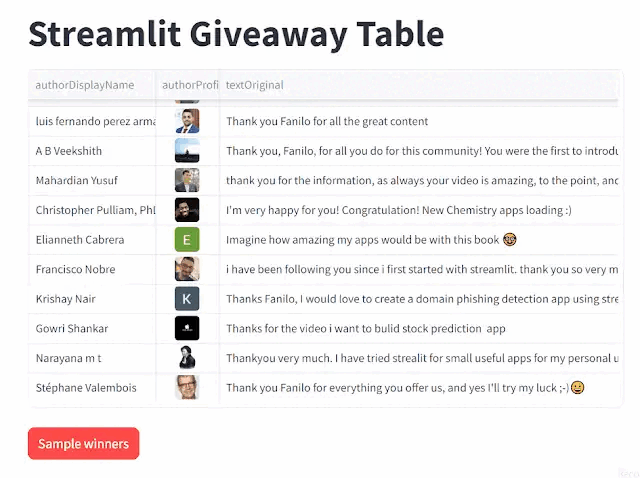 Streamlit Giveaway Table
authorDisplayName authorProfi textOriginal
luis fernando perez arma Thank you Fanilo for all the great content
A B Veekshith Thank you, Fanilo, for all you do for this community! You were the first to introdu
Mahardian Yusuf thank you for the information, as always your video is amazing, to the point, and
Christopher Pulliam, PhD I'm very happy for you! Congratulation! New Chemistry apps loading :)
Elianneth Cabrera E Imagine how amazing my apps would be with this book 🤓
Francisco Nobre i have been following you since i first started with streamlit. thank you so very m
Krishay Nair K Thanks Fanilo, I would love to create a domain phishing detection app using stre
Gowri Shankar Thanks for the video i want to bulid stock prediction app
Narayana m t Thankyou very much. I have tried strealit for small useful apps for my personal u
Stéphane Valembois Thank you Fanilo for everything you offer us, and yes I'll try my luck ;-)😀
Sample winners